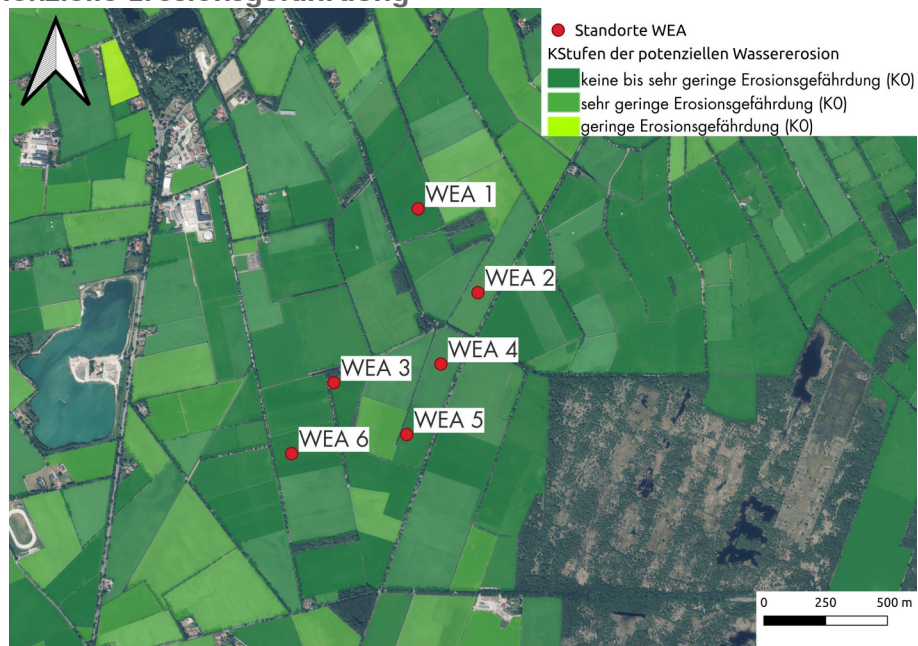 Standorte WEA
KStufen der potenziellen Wassererosion
keine bis sehr geringe Erosionsgefährdung (K0)
sehr geringe Erosionsgefährdung (K0)
geringe Erosionsgefährdung (K0)
WEA 1
WEA 2
WEA 4
WEA 3
WEA 5
WEA 6
0 250 500 m